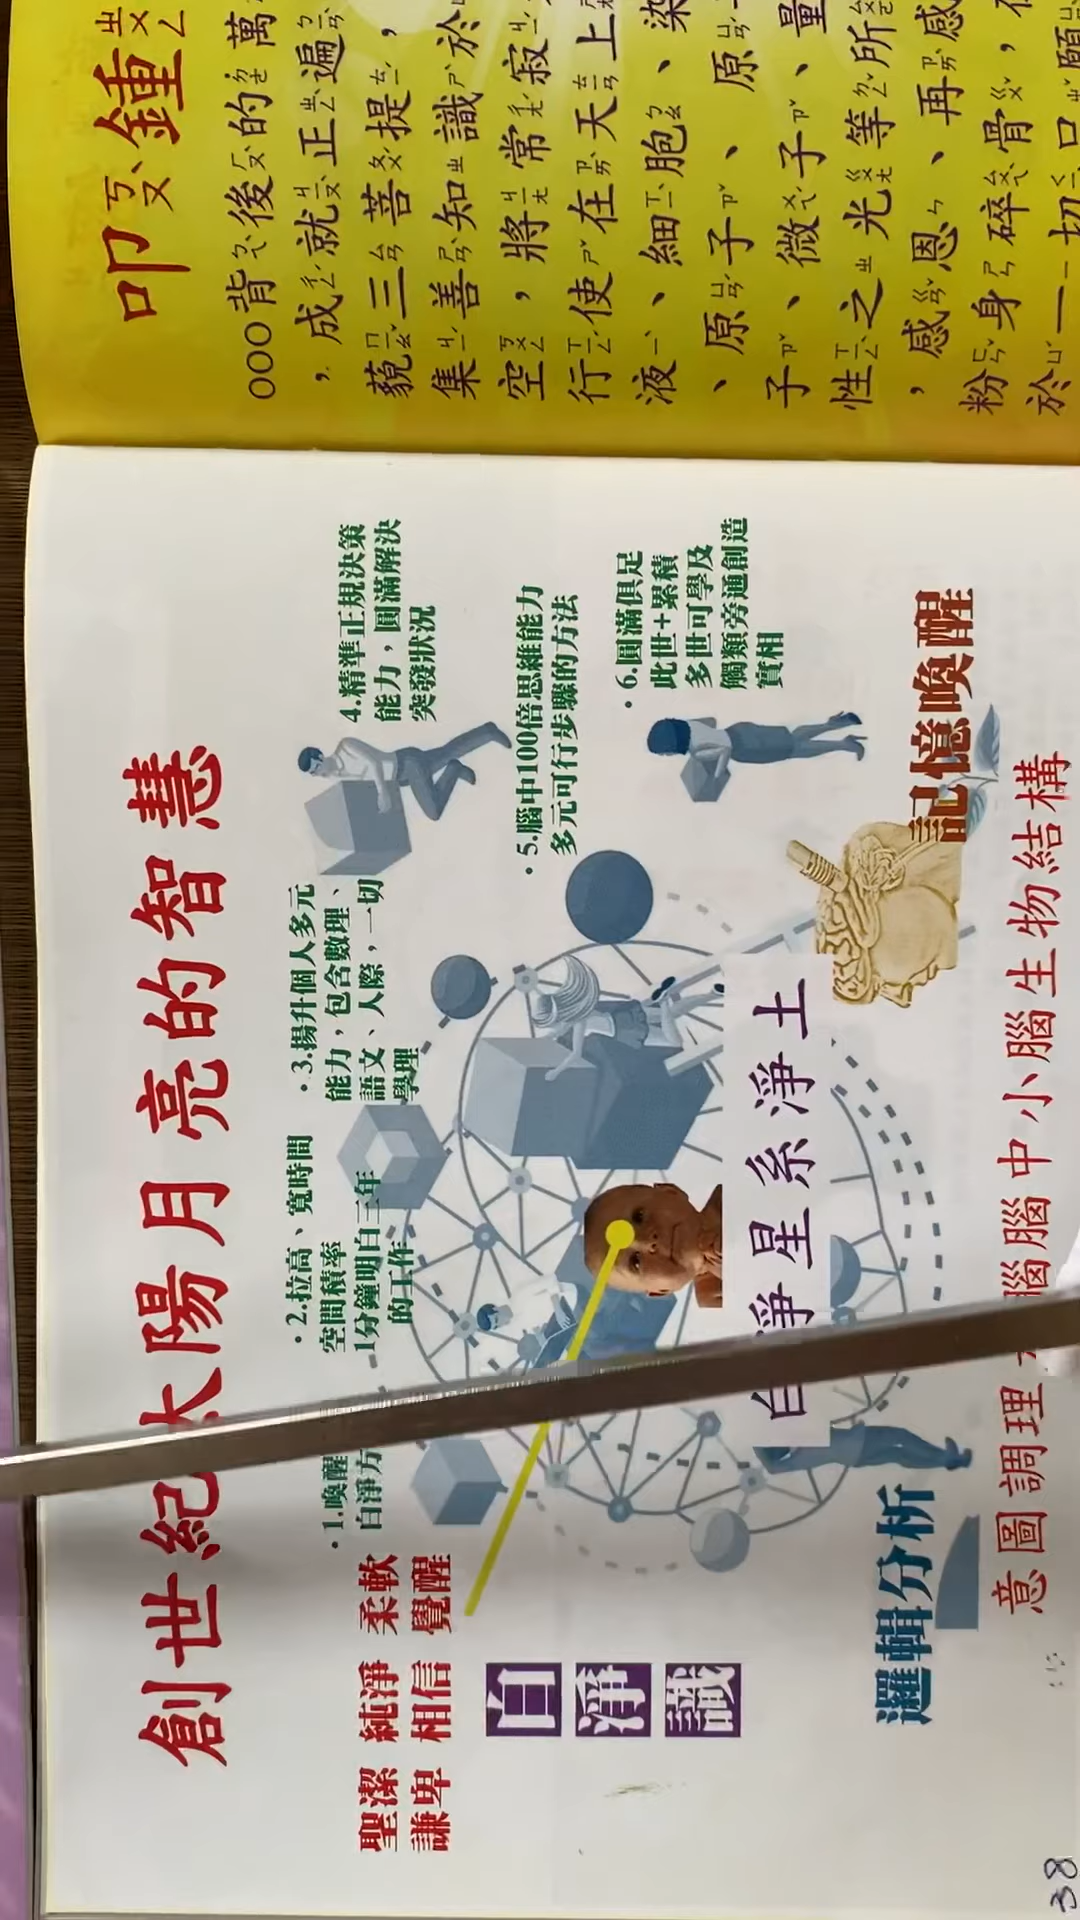 創世紀太陽月亮的智慧
聖潔 純淨 柔軟
謙卑 相信 覺醒
白淨識
•1.喚醒
白淨方
•2.拉高、寬時間
空間積率
1分鐘明白三年
的工作
•3.揚升個人多元
能力,包含數理、
語文、人際,一切
學理
4.精準正規決策
能力,圓滿解決
突發狀況
•5.腦中100倍思維能力
多元可行步驟的方法
•6.圓滿俱足
此世+累積
多世可學及
觸類旁通創造
實相
白淨星系淨土
邏輯分析
記憶喚醒
意圖調理
腦腦中小腦生物結構
38
叩鍾
000背後的萬
,成就正遍
藐三菩提,
集善知識於
空,將常寂
行使在天上
液、細胞、染
、原子、原
子、微子、量
性之光等所
,感恩、再感
粉身碎骨,
於一切口願